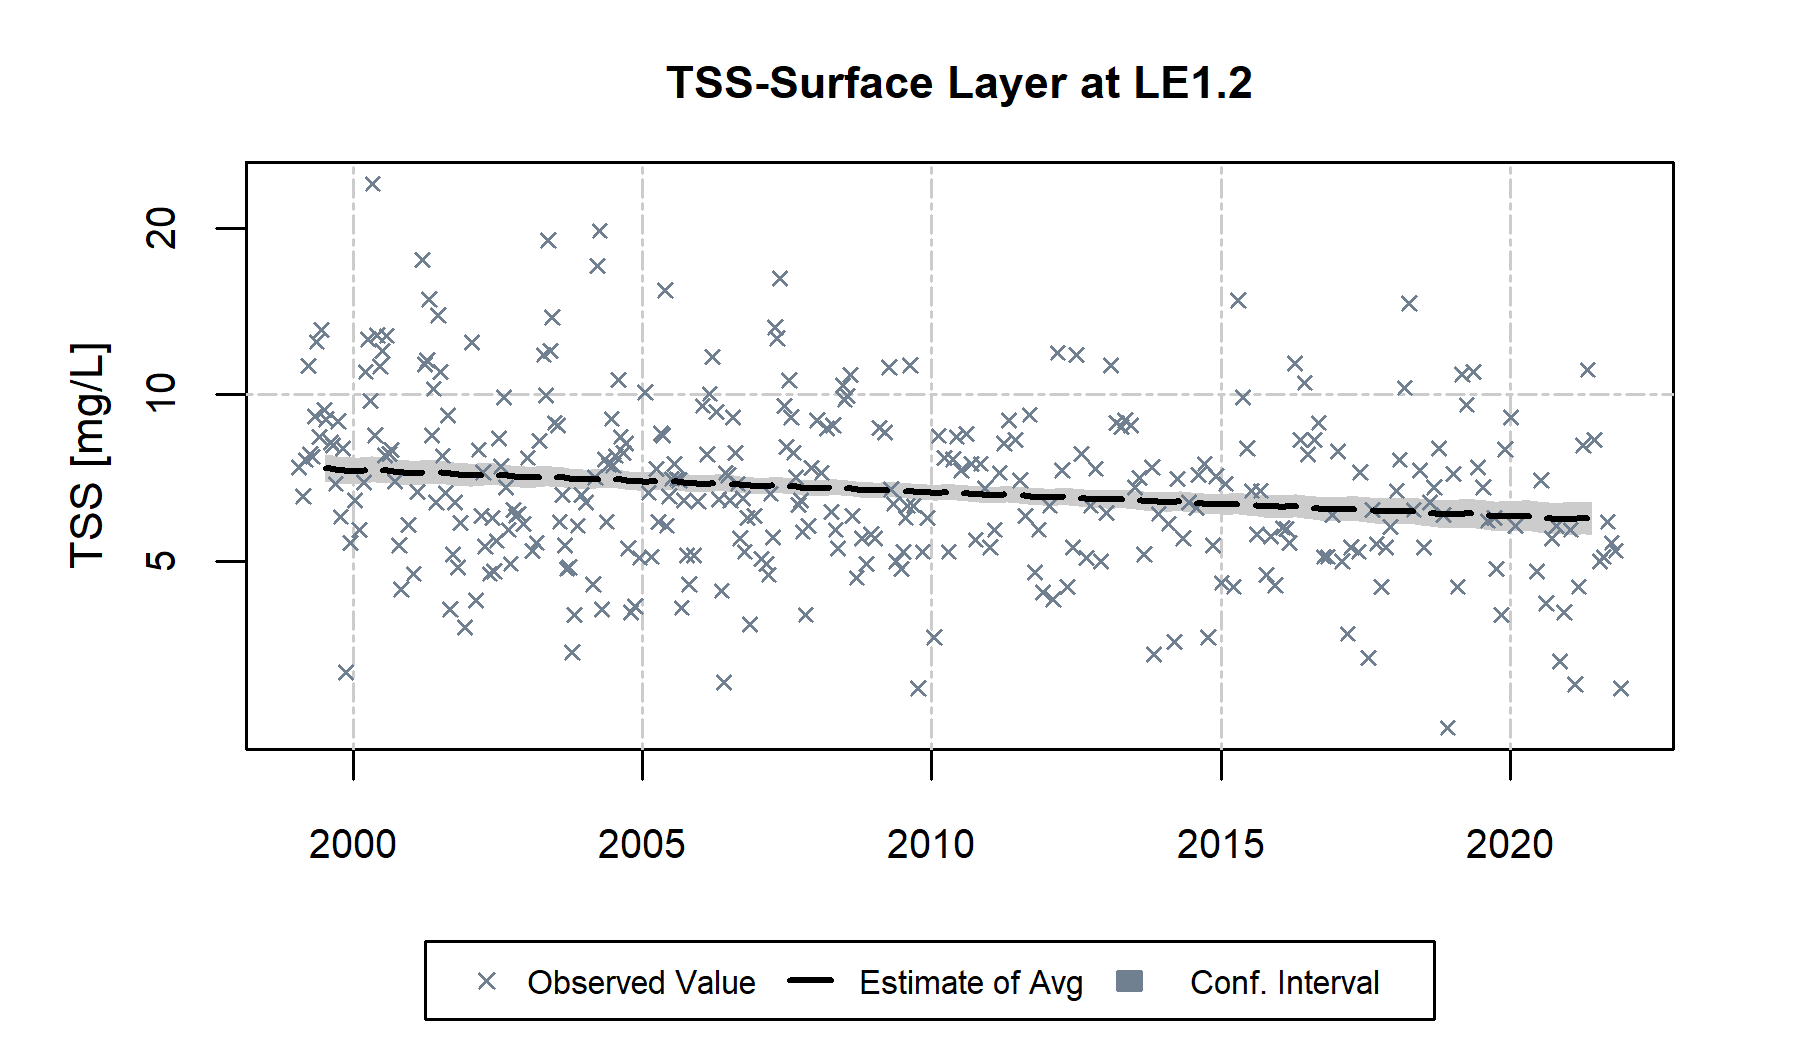 TSS-Surface Layer at LE1.2
TSS [mg/L]
20
10
5
2000 2005 2010 2015 2020
Observed Value Estimate of Avg Conf. Interval